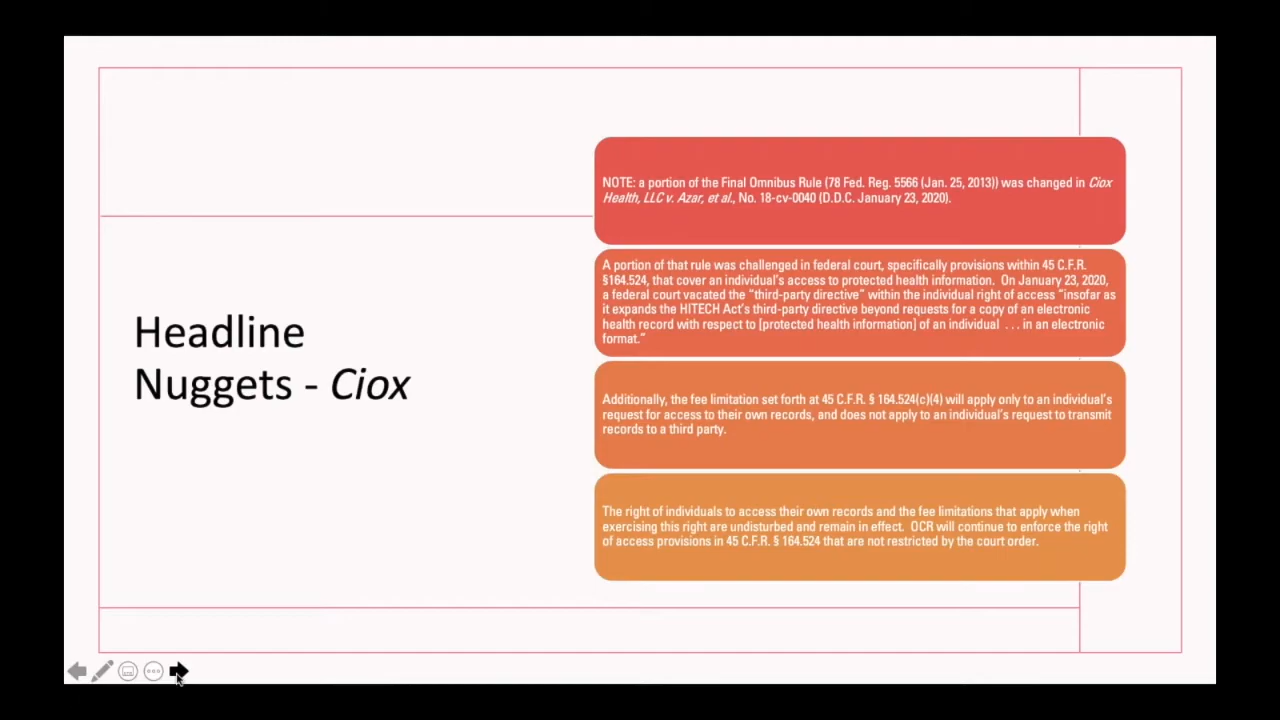 Headline
Nuggets - Ciox
NOTE: a portion of the Final Omnibus Rule (78 Fed. Reg. 5566 (Jan. 25, 2013)) was changed in Ciox
Health, LLC v. Azar, et al., No. 18-cv-0040 (D.D.C. January 23, 2020).
A portion of that rule was challenged in federal court, specifically provisions within 45 C.F.R.
§164.524, that cover an individual’s access to protected health information. On January 23, 2020,
a federal court vacated the “third-party directive” within the individual right of access “insofar as
it expands the HITECH Act’s third-party directive beyond requests for a copy of an electronic
health record with respect to [protected health information] of an individual . . . in an electronic
format.”
Additionally, the fee limitation set forth at 45 C.F.R. § 164.524(c)(4) will apply only to an individual’s
request for access to their own records, and does not apply to an individual’s request to transmit
records to a third party.
The right of individuals to access their own records and the fee limitations that apply when
exercising this right are undisturbed and remain in effect. OCR will continue to enforce the right
of access provisions in 45 C.F.R. § 164.524 that are not restricted by the court order.